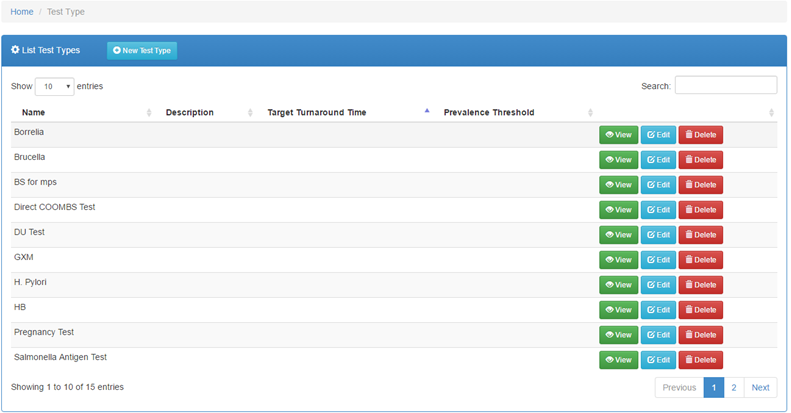 Home / Test Type
List Test Types New Test Type
Show 10 entries Search:
Name Description Target Turnaround Time Prevalence Threshold
Borrelia View Edit Delete
Brucella View Edit Delete
BS for mps View Edit Delete
Direct COOMBS Test View Edit Delete
DU Test View Edit Delete
GXM View Edit Delete
H. Pylori View Edit Delete
HB View Edit Delete
Pregnancy Test View Edit Delete
Salmonella Antigen Test View Edit Delete
Showing 1 to 10 of 15 entries Previous 1 2 Next